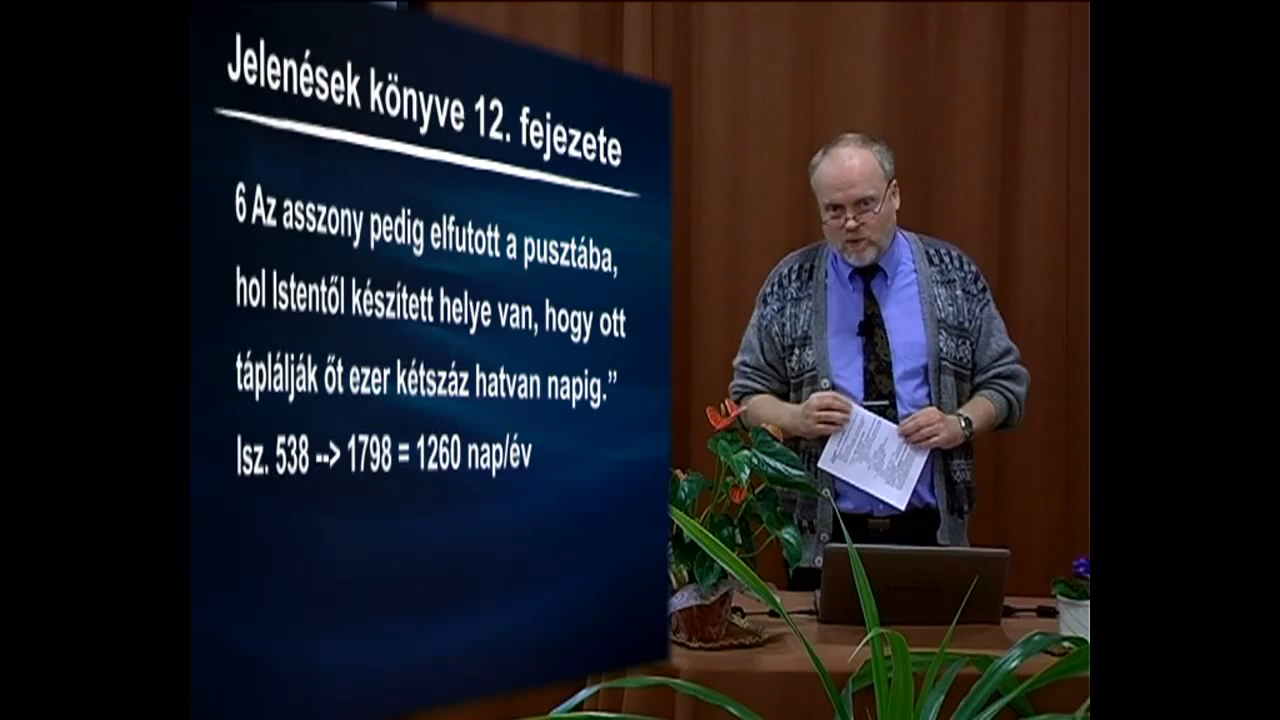 Jelenések könyve 12. fejezete
6 Az asszony pedig elfutott a pusztába,
hol Istentől készített helye van, hogy ott
táplálják őt ezer kétszáz hatvan napig.”
Isz. 538 --> 1798 = 1260 nap/év